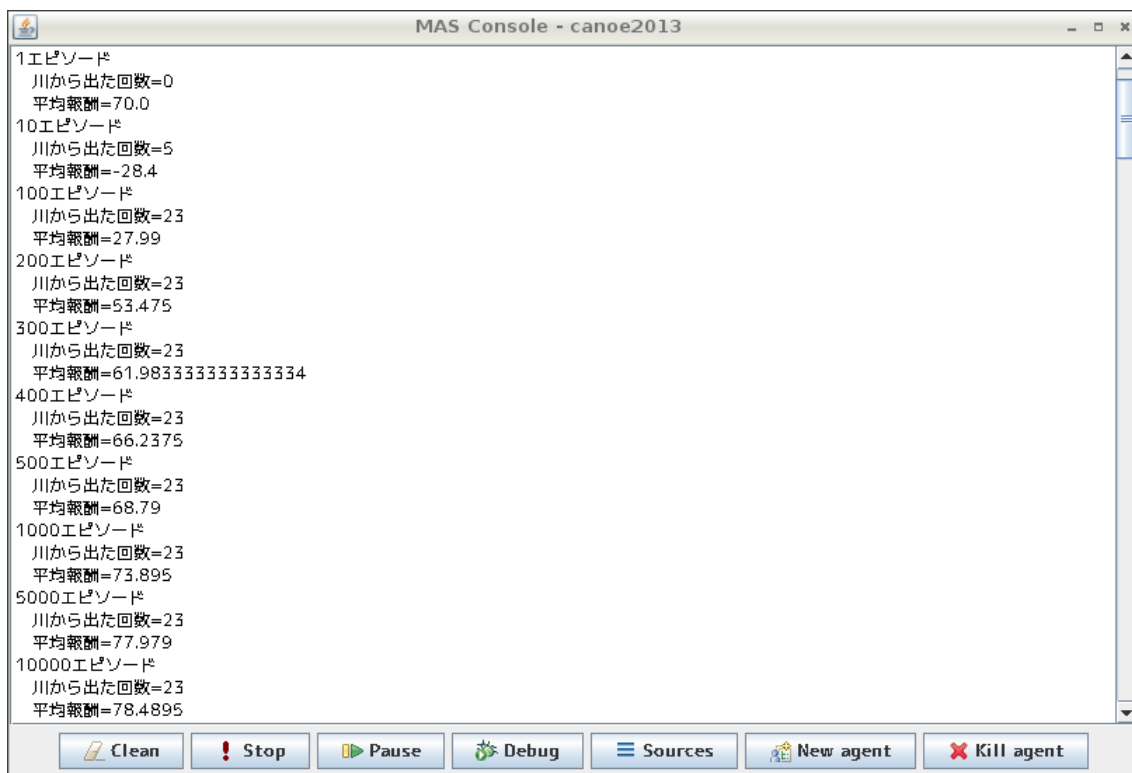 MAS Console - canoe2013
1エピソード
川から出た回数=0
平均報酬=70.0
10エピソード
川から出た回数=5
平均報酬=-28.4
100エピソード
川から出た回数=23
平均報酬=27.99
200エピソード
川から出た回数=23
平均報酬=53.475
300エピソード
川から出た回数=23
平均報酬=61.983333333333334
400エピソード
川から出た回数=23
平均報酬=66.2375
500エピソード
川から出た回数=23
平均報酬=68.79
1000エピソード
川から出た回数=23
平均報酬=73.895
5000エピソード
川から出た回数=23
平均報酬=77.979
10000エピソード
川から出た回数=23
平均報酬=78.4895
Clean Stop Pause Debug Sources New agent Kill agent